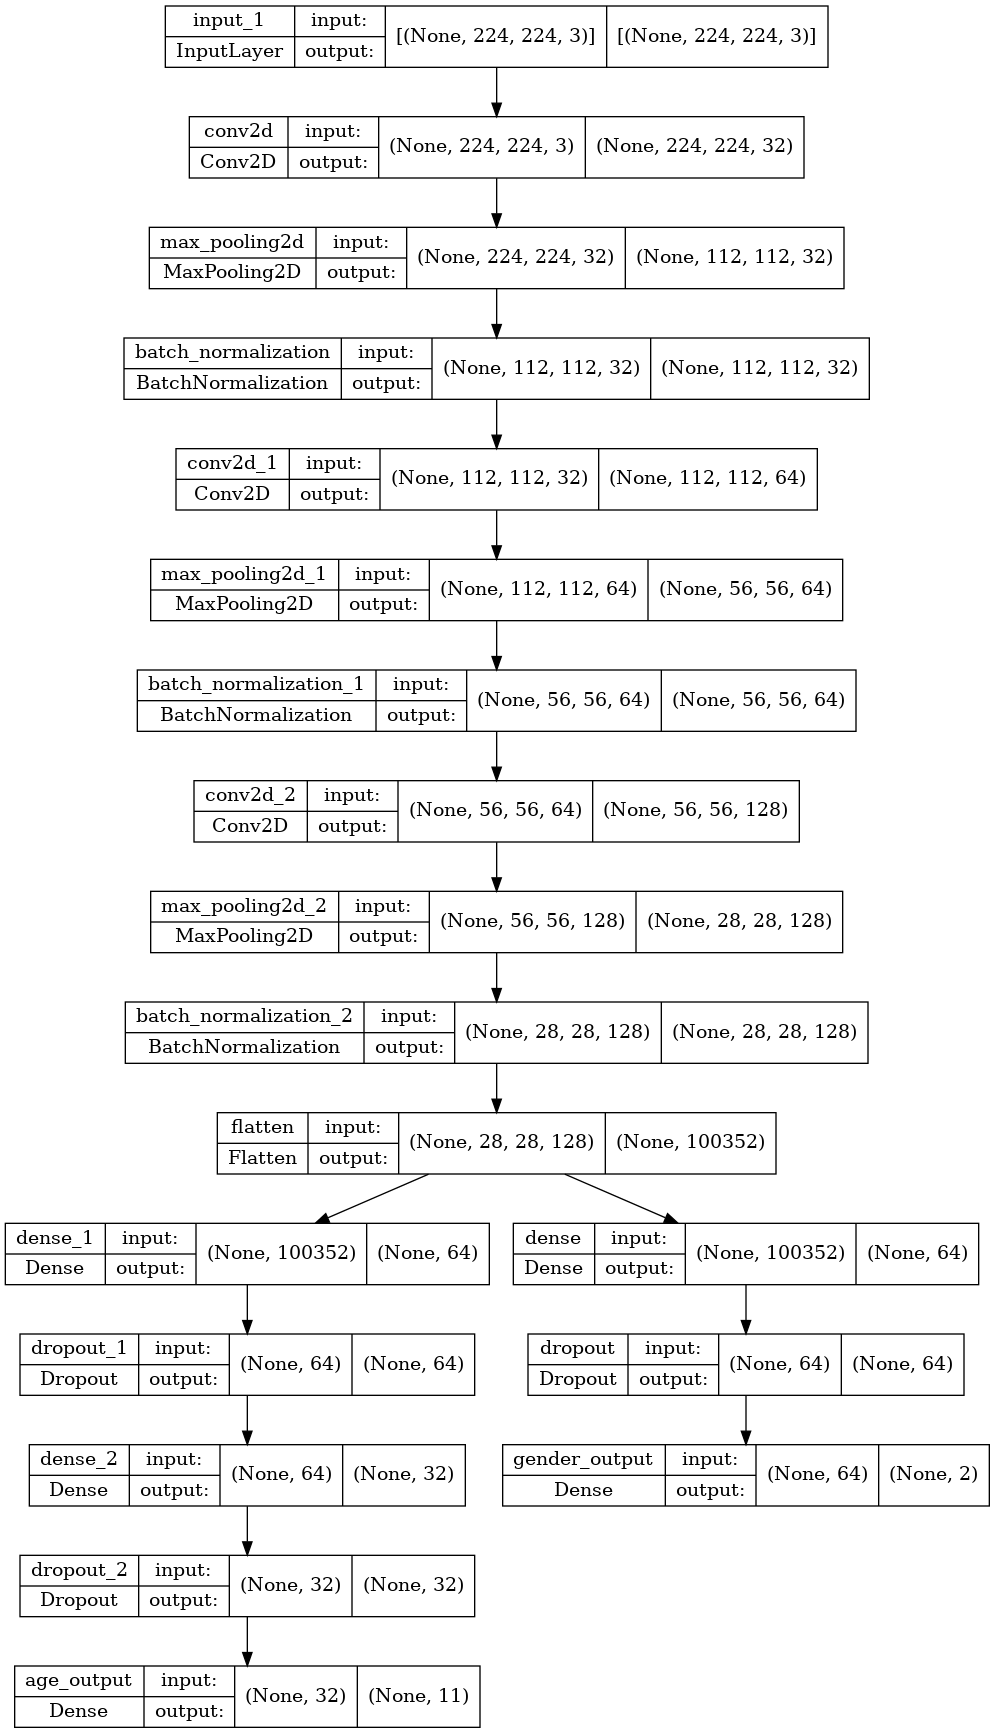 input_1 input: [(None, 224, 224, 3)] [(None, 224, 224, 3)]
InputLayer output:
conv2d input: (None, 224, 224, 3) (None, 224, 224, 32)
Conv2D output:
max_pooling2d input: (None, 224, 224, 32) (None, 112, 112, 32)
MaxPooling2D output:
batch_normalization input: (None, 112, 112, 32) (None, 112, 112, 32)
BatchNormalization output:
conv2d_1 input: (None, 112, 112, 32) (None, 112, 112, 64)
Conv2D output:
max_pooling2d_1 input: (None, 112, 112, 64) (None, 56, 56, 64)
MaxPooling2D output:
batch_normalization_1 input: (None, 56, 56, 64) (None, 56, 56, 64)
BatchNormalization output:
conv2d_2 input: (None, 56, 56, 64) (None, 56, 56, 128)
Conv2D output:
max_pooling2d_2 input: (None, 56, 56, 128) (None, 28, 28, 128)
MaxPooling2D output:
batch_normalization_2 input: (None, 28, 28, 128) (None, 28, 28, 128)
BatchNormalization output:
flatten input: (None, 28, 28, 128) (None, 100352)
Flatten output:
dense_1 input: (None, 100352) (None, 64)
Dense output:
dense input: (None, 100352) (None, 64)
Dense output:
dropout_1 input: (None, 64) (None, 64)
Dropout output:
dropout input: (None, 64) (None, 64)
Dropout output:
dense_2 input: (None, 64) (None, 32)
Dense output:
gender_output input: (None, 64) (None, 2)
Dense output:
dropout_2 input: (None, 32) (None, 32)
Dropout output:
age_output input: (None, 32) (None, 11)
Dense output: